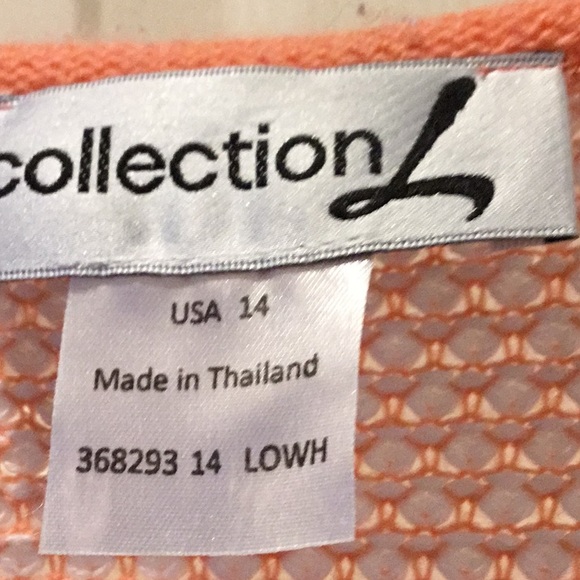 collection L
USA 14
Made in Thailand
368293 14 LOWH